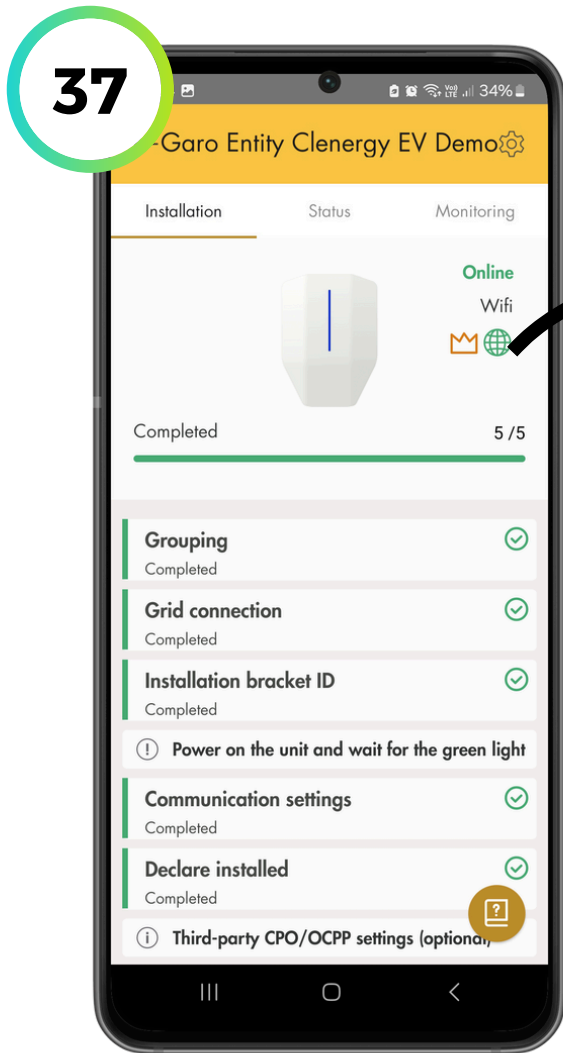 37
34%
-Garo Entity Clenergy EV Demo
Installation
Status
Monitoring
Online
Wifi
Completed
5 /5
Grouping
Completed
Grid connection
Completed
Installation bracket ID
Completed
Power on the unit and wait for the green light
Communication settings
Completed
Declare installed
Completed
Third-party CPO/OCPP settings (optional)